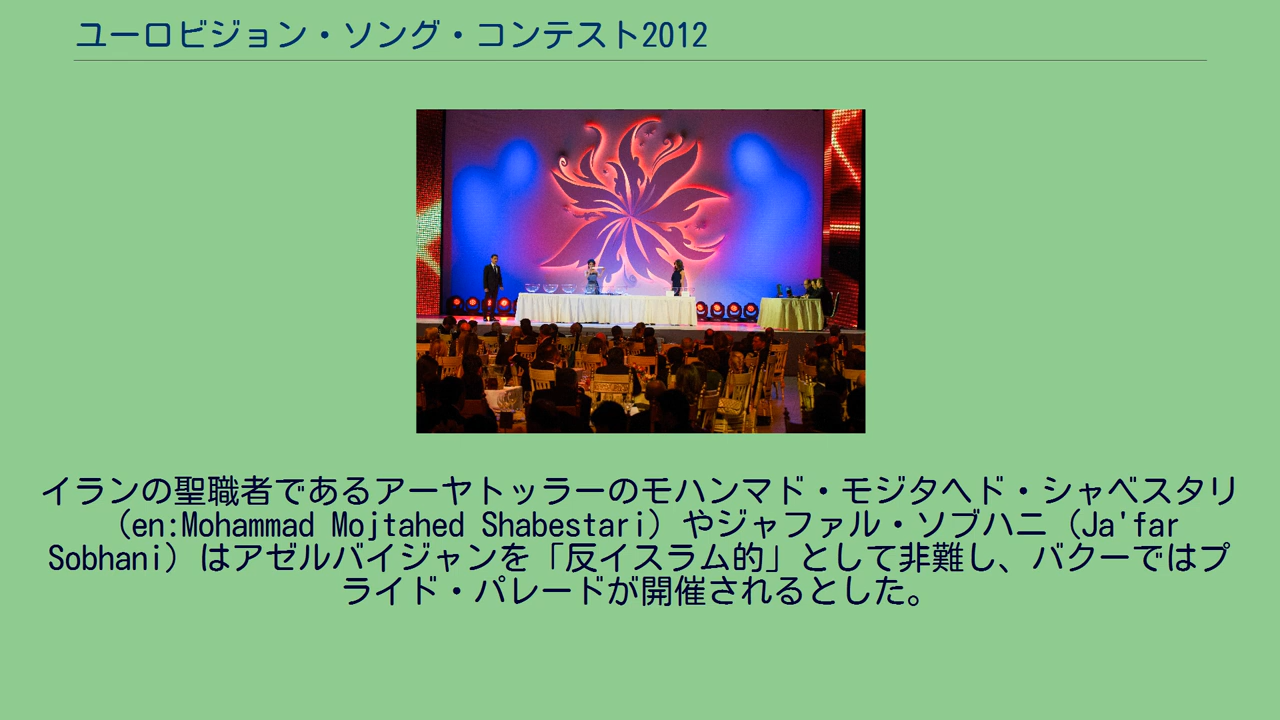 ユーロビジョン・ソング・コンテスト2012
イランの聖職者であるアーヤトッラーのモハンマド・モジタヘド・シャベスタリ
（en:Mohammad Mojtahed Shabestari）やジャファル・ソブハニ（Ja'far
Sobhani）はアゼルバイジャンを「反イスラム的」として非難し、バクーではプ
ライド・パレードが開催されるとした。